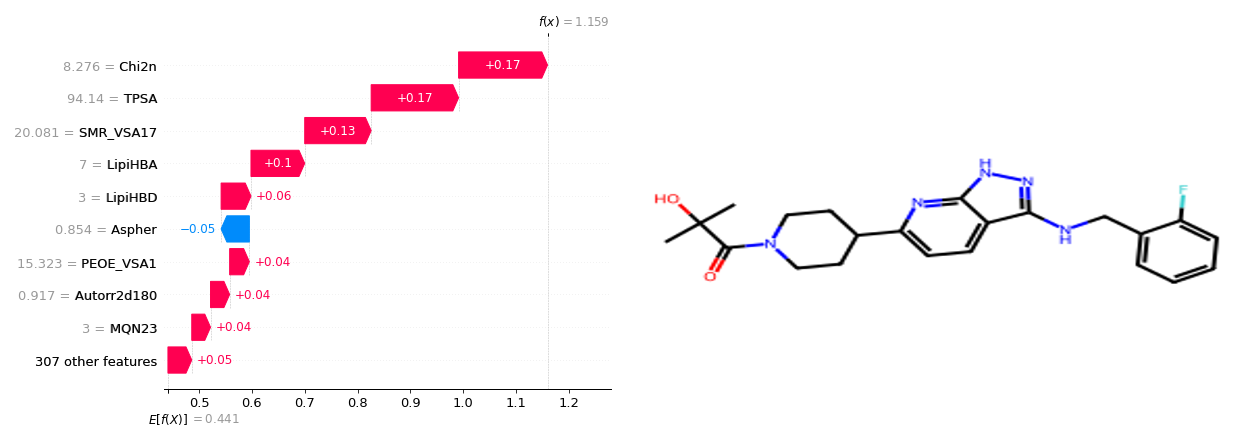 f(x) = 1.159
8.276 = Chi2n
+0.17
94.14 = TPSA
+0.17
20.081 = SMR_VSA17
+0.13
7 = LipiHBA
+0.1
3 = LipiHBD
+0.06
0.854 = Aspher
−0.05
15.323 = PEOE_VSA1
+0.04
0.917 = Autorr2d180
+0.04
3 = MQN23
+0.04
307 other features
+0.05
0.5 0.6 0.7 0.8 0.9 1.0 1.1 1.2
E[f(X)] = 0.441
H
N
N
F
HO
N
N
N
H
O